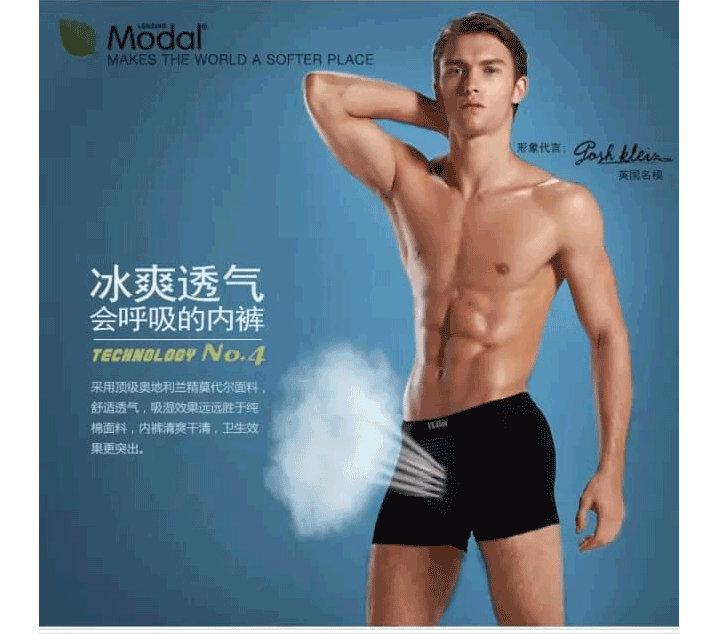 LENZING
Modal®
MAKES THE WORLD A SOFTER PLACE
形象代言：
Posh klein
英国名模
冰爽透气
会呼吸的内裤
TECHNOLOGY No.4
采用顶级奥地利兰精莫代尔面料，
舒适透气，吸湿效果远远胜于纯
棉面料，内裤清爽干清，卫生效
果更突出。